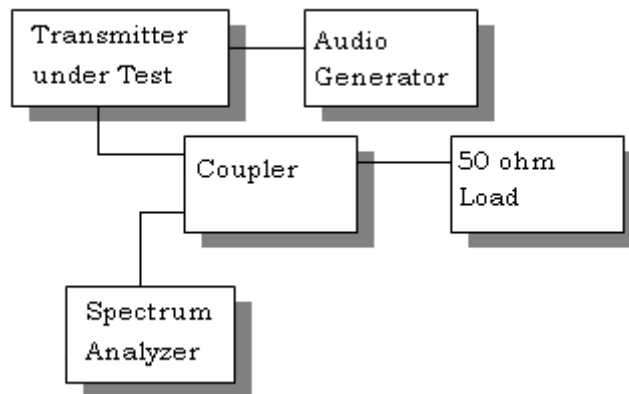 Transmitter
under Test
Audio
Generator
Coupler
50 ohm
Load
Spectrum
Analyzer